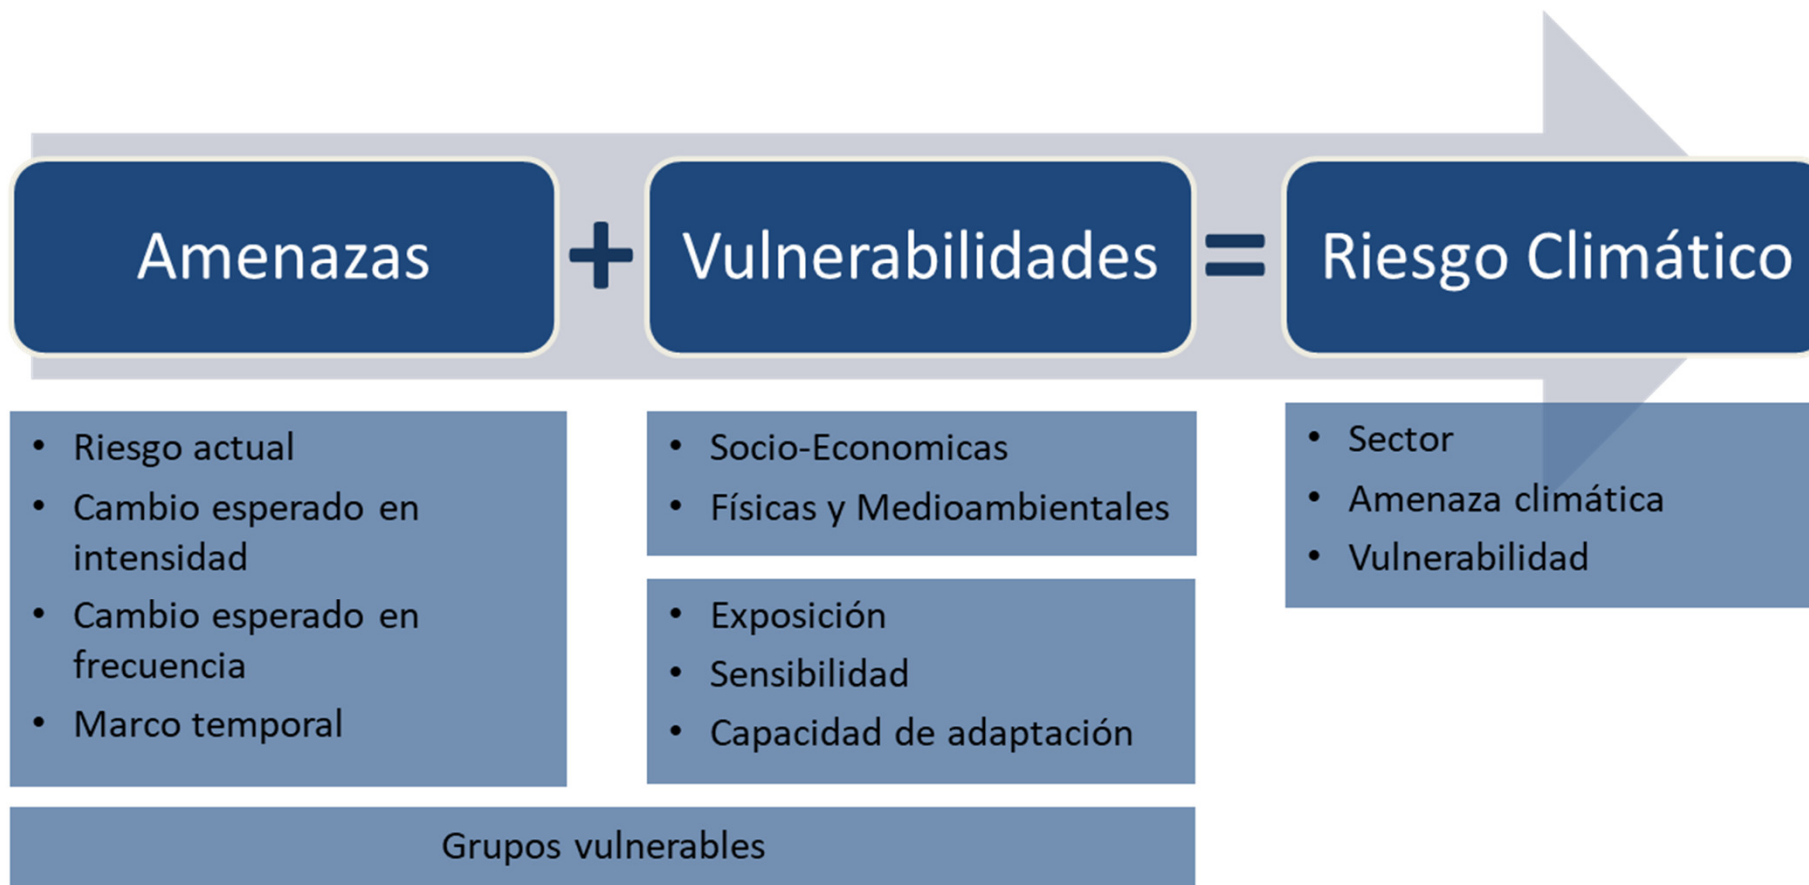 Amenazas + Vulnerabilidades = Riesgo Climático
• Riesgo actual
• Cambio esperado en
intensidad
• Cambio esperado en
frecuencia
• Marco temporal
• Socio-Economicas
• Físicas y Medioambientales
• Exposición
• Sensibilidad
• Capacidad de adaptación
• Sector
• Amenaza climática
• Vulnerabilidad
Grupos vulnerables